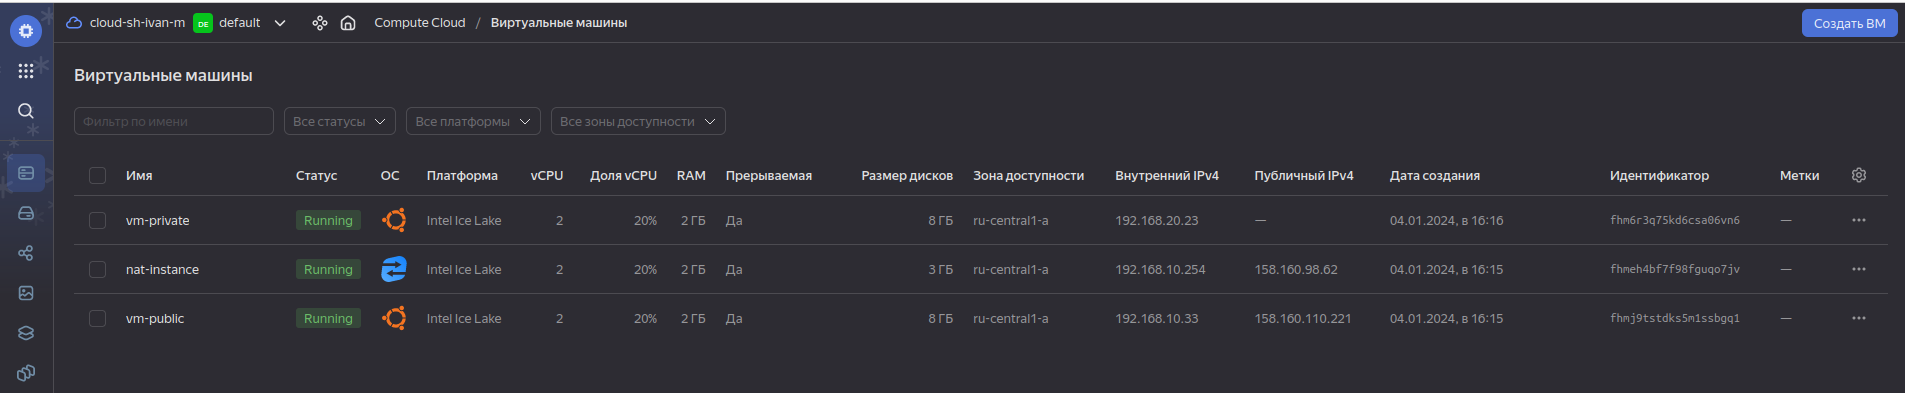 cloud-sh-ivan-m DE default Compute Cloud / Виртуальные машины Создать ВМ
Виртуальные машины
Фильтр по имени Все статусы Все платформы Все зоны доступности
Имя Статус ОС Платформа vCPU Доля vCPU RAM Прерываемая Размер дисков Зона доступности Внутренний IPv4 Публичный IPv4 Дата создания Идентификатор Метки
vm-private Running Intel Ice Lake 2 20% 2 ГБ Да 8 ГБ ru-central1-a 192.168.20.23 — 04.01.2024, в 16:16 fhm6r3q75kd6csa06vn6 —
nat-instance Running Intel Ice Lake 2 20% 2 ГБ Да 3 ГБ ru-central1-a 192.168.10.254 158.160.98.62 04.01.2024, в 16:15 fhmeh4bf7f98fguqo7jv —
vm-public Running Intel Ice Lake 2 20% 2 ГБ Да 8 ГБ ru-central1-a 192.168.10.33 158.160.110.221 04.01.2024, в 16:15 fhmj9tstdks5m1ssbgq1 —